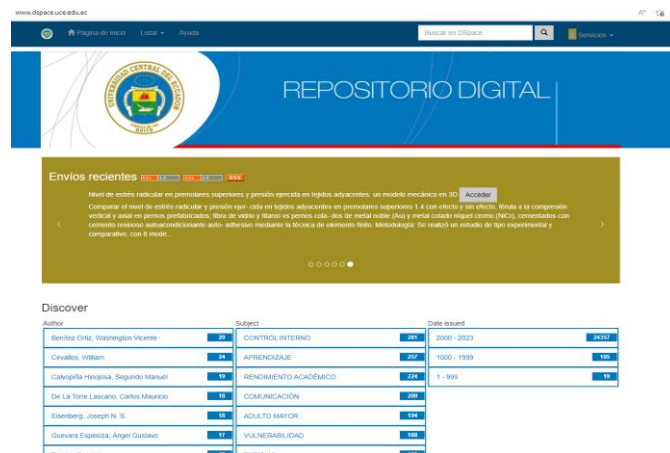 www.dspace.uce.edu.ec
Página de inicio Listar Ayuda Buscar en DSpace Servicios
UNIVERSIDAD CENTRAL DEL ECUADOR
QUITO
REPOSITORIO DIGITAL
Envíos recientes
Nivel de estrés radicular en premolares superiores y presión ejercida en tejidos adyacentes: un modelo mecánico en 3D Acceder
Comparar el nivel de estrés radicular y presión ejer- cida en tejidos adyacentes en premolares superiores 1.4 con efecto y sin efecto, férula a la compresión
vertical y axial en pernos prefabricados, fibra de vidrio y titanio vs pernos cola- dos de metal noble (Au) y metal colado níquel cromo (NiCr), cementados con
cemento resinoso autoacondicionante auto- adhesivo mediante la técnica de elemento finito. Metodología: Se realizó un estudio de tipo experimental y
comparativo, con 8 mode...
Discover
Author Subject Date issued
Benítez Ortiz, Washington Vicente 29 CONTROL INTERNO 281 2000 - 2023 24357
Cevallos, William 24 APRENDIZAJE 257 1000 - 1999 105
Calvopiña Hinojosa, Segundo Manuel 19 RENDIMIENTO ACADÉMICO 224 1 - 999 19
De La Torre Lascano, Carlos Mauricio 18 COMUNICACIÓN 200
Eisenberg, Joseph N. S. 18 ADULTO MAYOR 194
Guevara Espinoza, Ángel Gustavo 17 VULNERABILIDAD 188